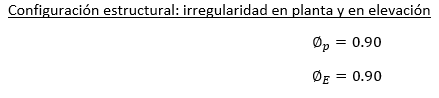 Configuración estructural: irregularidad en planta y en elevación
∅p = 0.90
∅E = 0.90